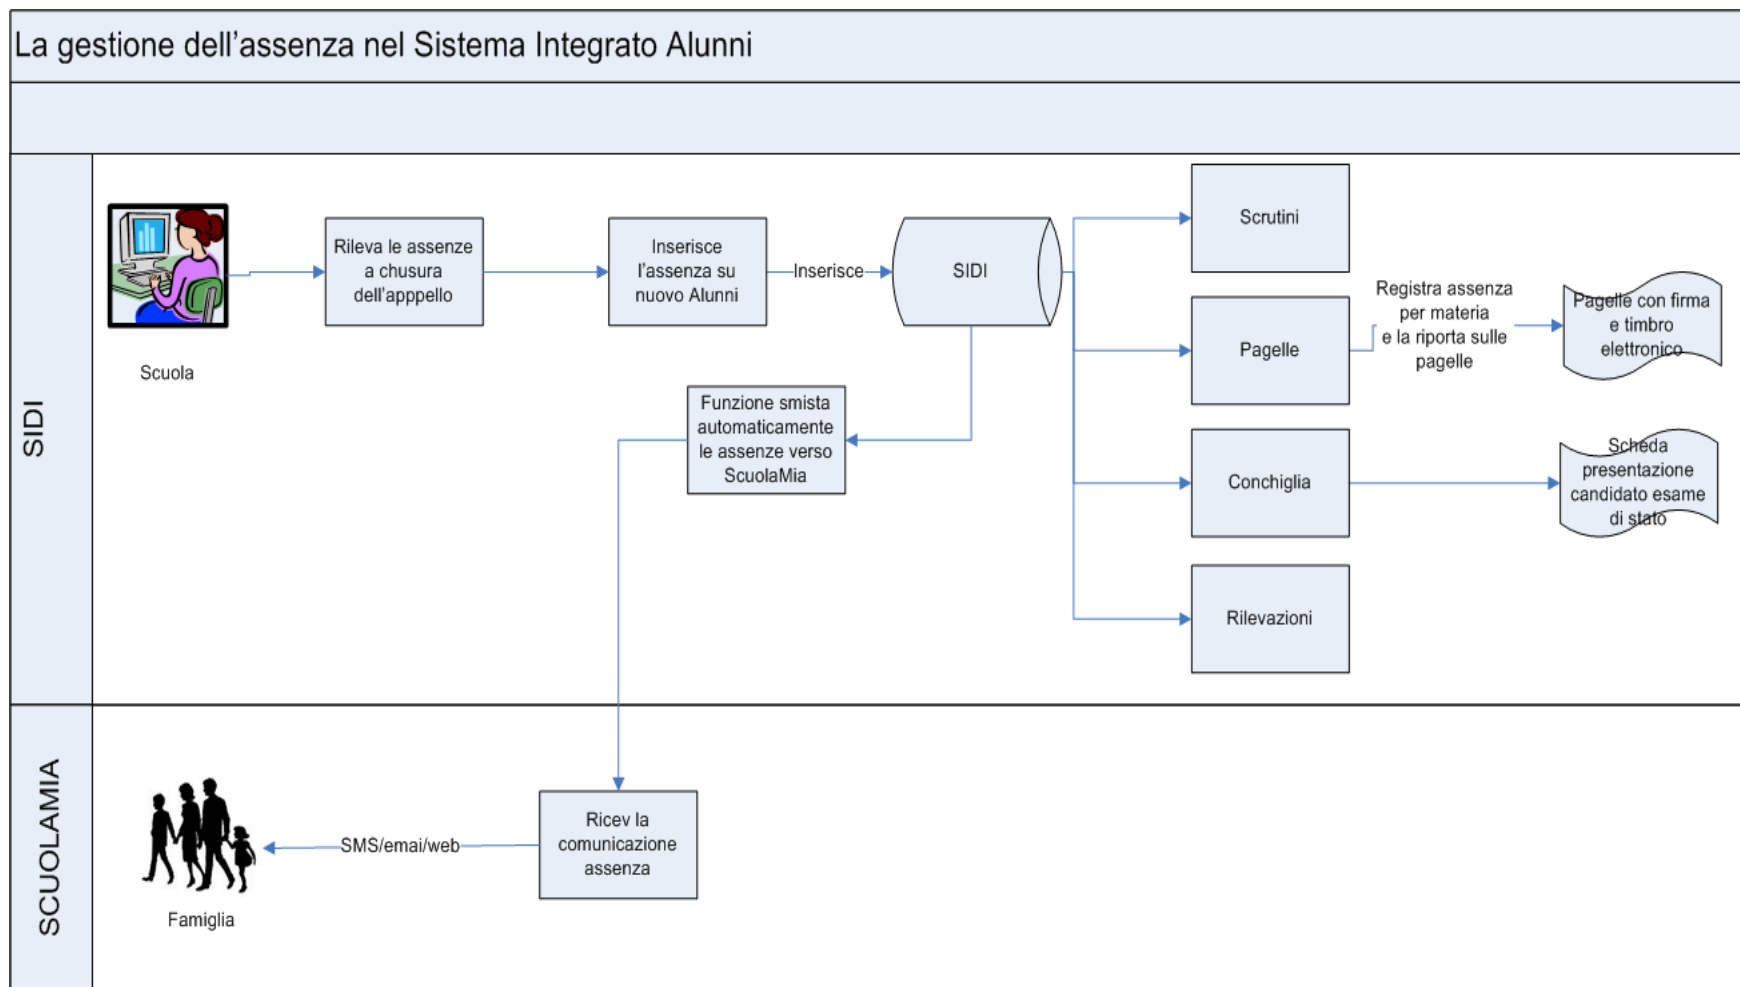 La gestione dell'assenza nel Sistema Integrato Alunni
SIDI
Scuola
Rileva le assenze
a chusura
dell'apppello
Inserisce
l'assenza su
nuovo Alunni
Inserisce
SIDI
Scrutini
Pagelle
Registra assenza
per materia
e la riporta sulle
pagelle
Pagelle con firma
e timbro
elettronico
Conchiglia
Scheda
presentazione
candidato esame
di stato
Rilevazioni
Funzione smista
automaticamente
le assenze verso
ScuolaMia
SCUOLAMIA
Ricev la
comunicazione
assenza
SMS/emai/web
Famiglia